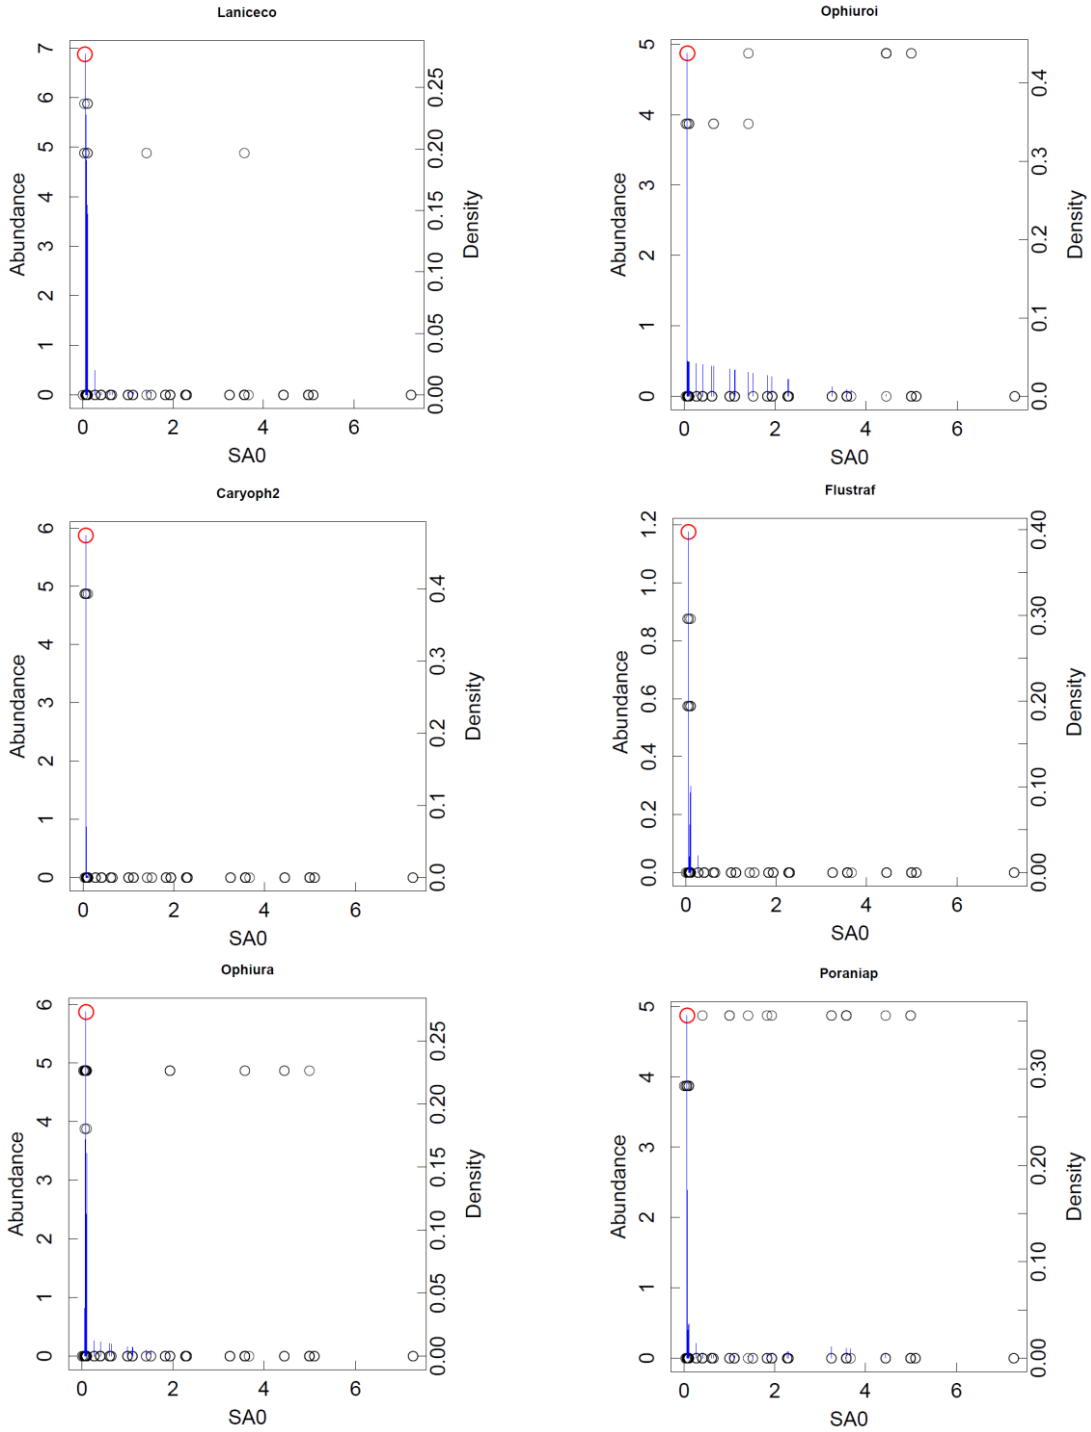 Laniceco
Abundance
0 1 2 3 4 5 6 7
0.00 0.05 0.10 0.15 0.20 0.25
Density
0 2 4 6
SA0
Ophiuroi
Abundance
0 1 2 3 4 5
0.0 0.1 0.2 0.3 0.4
Density
0 2 4 6
SA0
Caryoph2
Abundance
0 1 2 3 4 5 6
0.0 0.1 0.2 0.3 0.4
Density
0 2 4 6
SA0
Flustraf
Abundance
0.0 0.2 0.4 0.6 0.8 1.0 1.2
0.00 0.10 0.20 0.30 0.40
Density
0 2 4 6
SA0
Ophiura
Abundance
0 1 2 3 4 5 6
0.00 0.05 0.10 0.15 0.20 0.25
Density
0 2 4 6
SA0
Poraniap
Abundance
0 1 2 3 4 5
0.00 0.10 0.20 0.30
Density
0 2 4 6
SA0